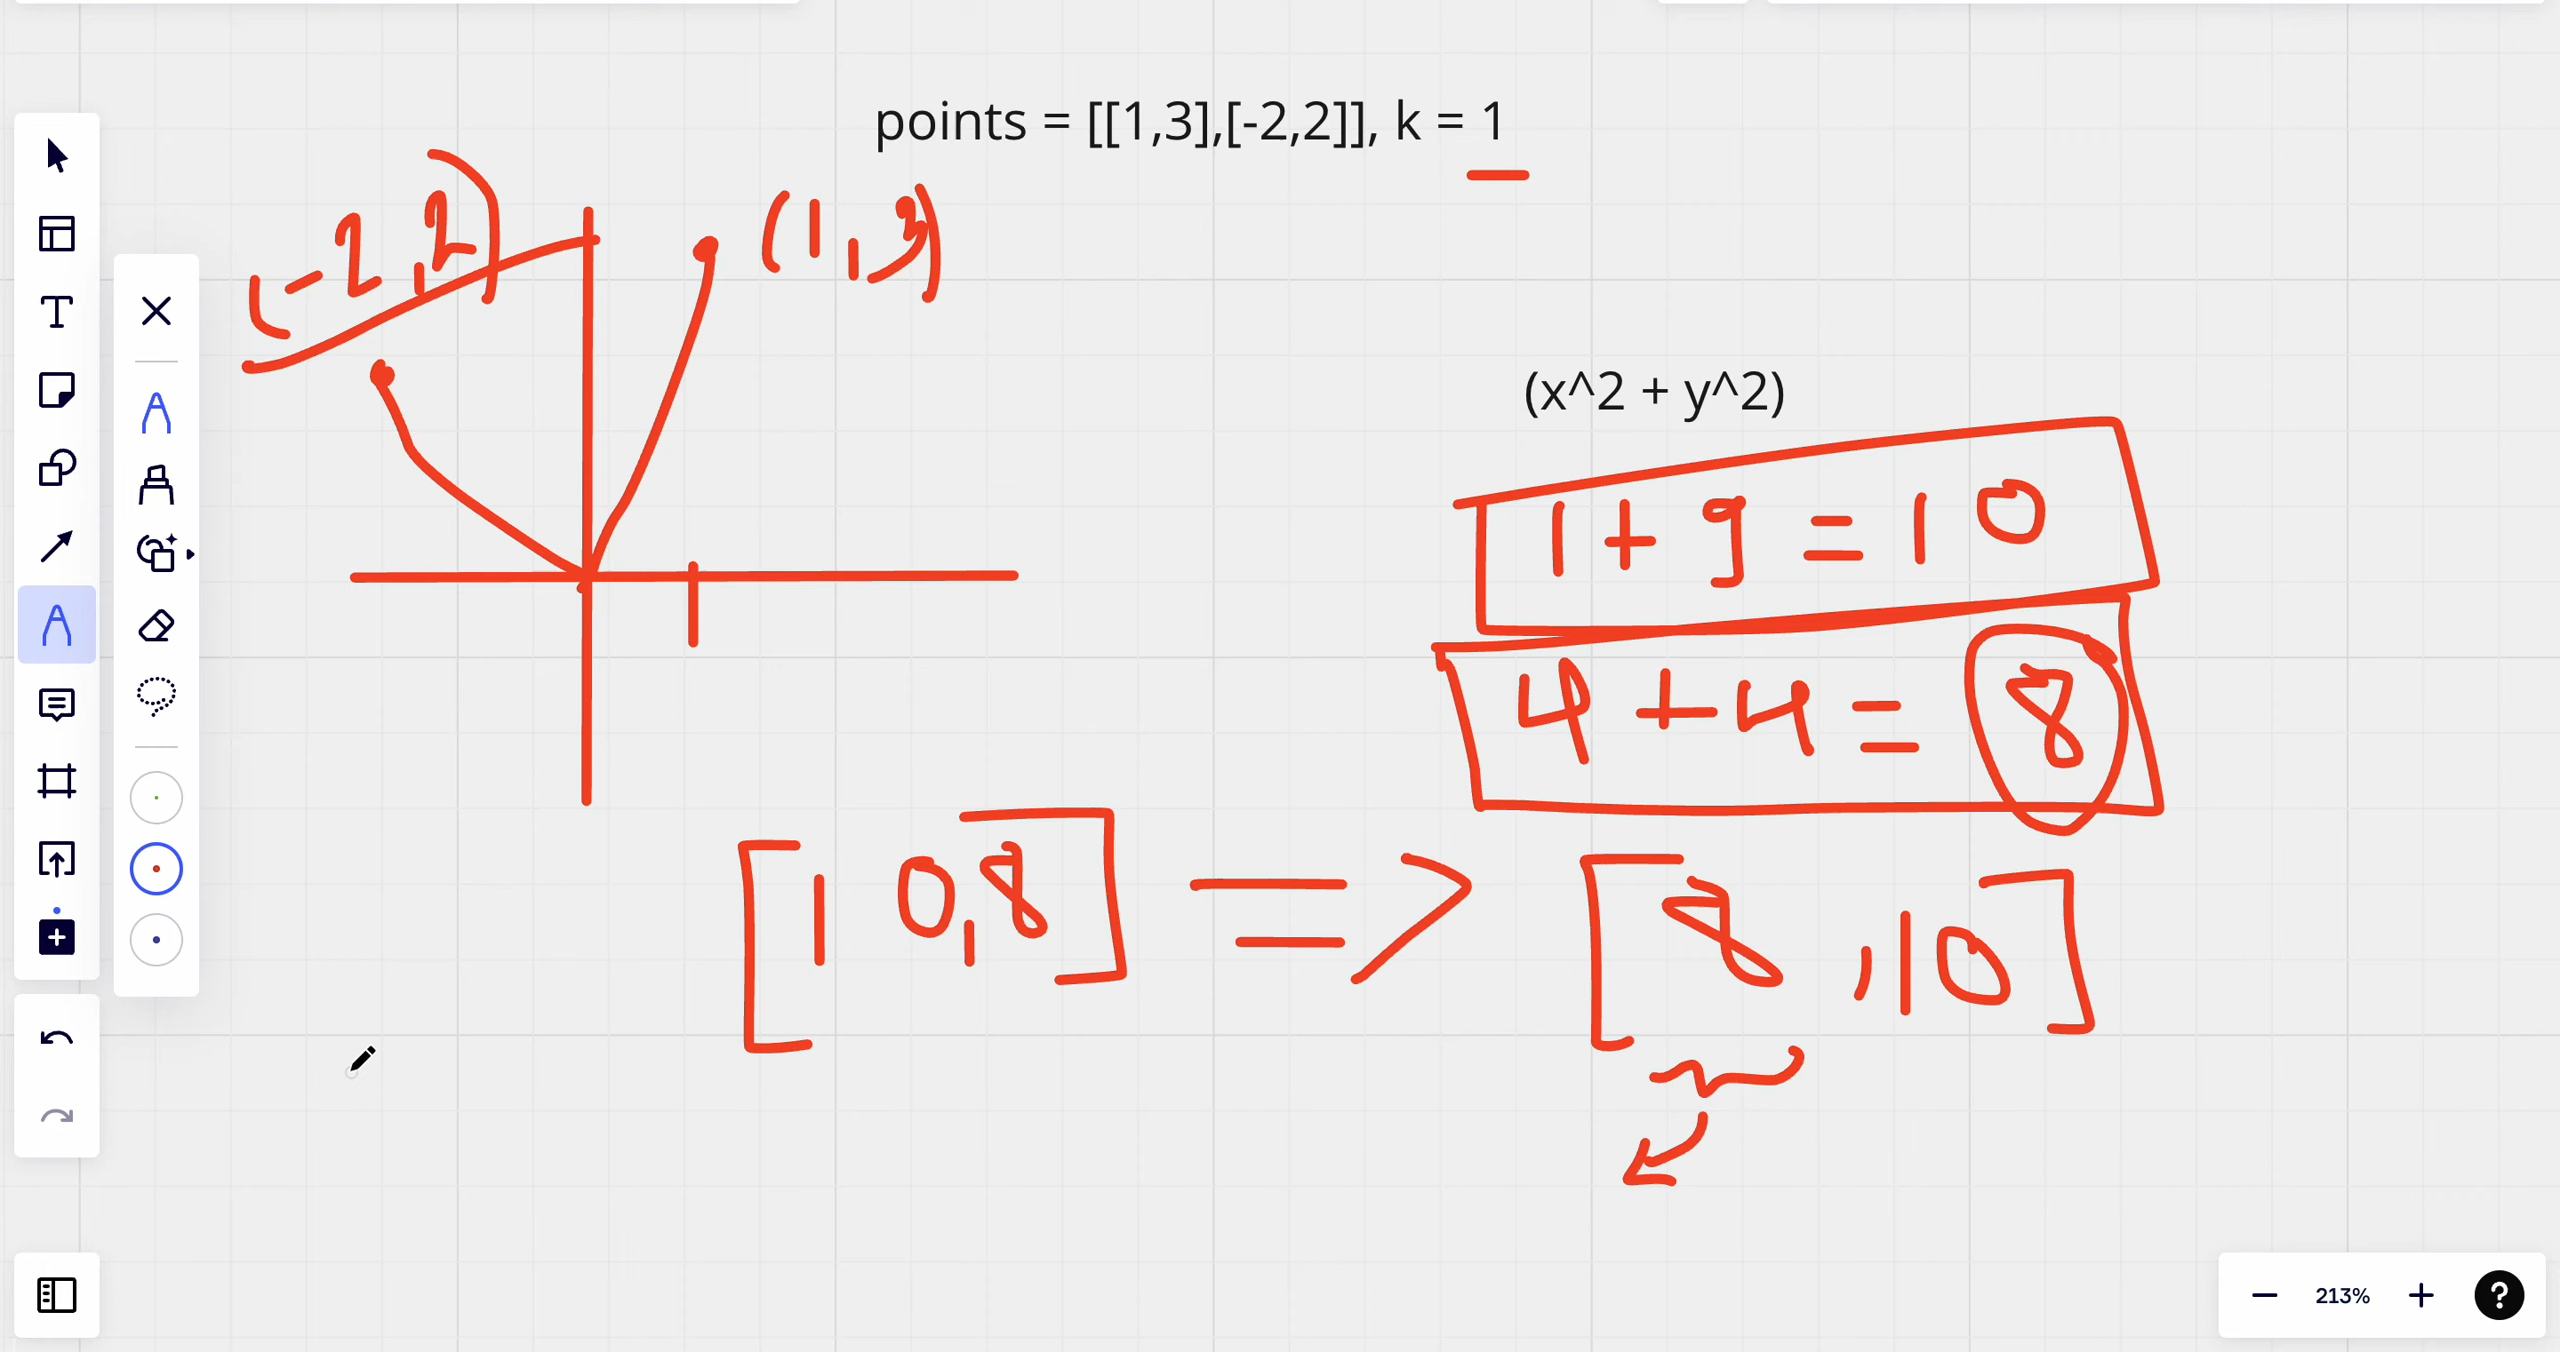 points = [[1,3],[-2,2]], k = 1
(-2,2)
(1,3)
(x^2 + y^2)
1+9=10
4+4=8
[10,8] => [8,10]
T
213%
?